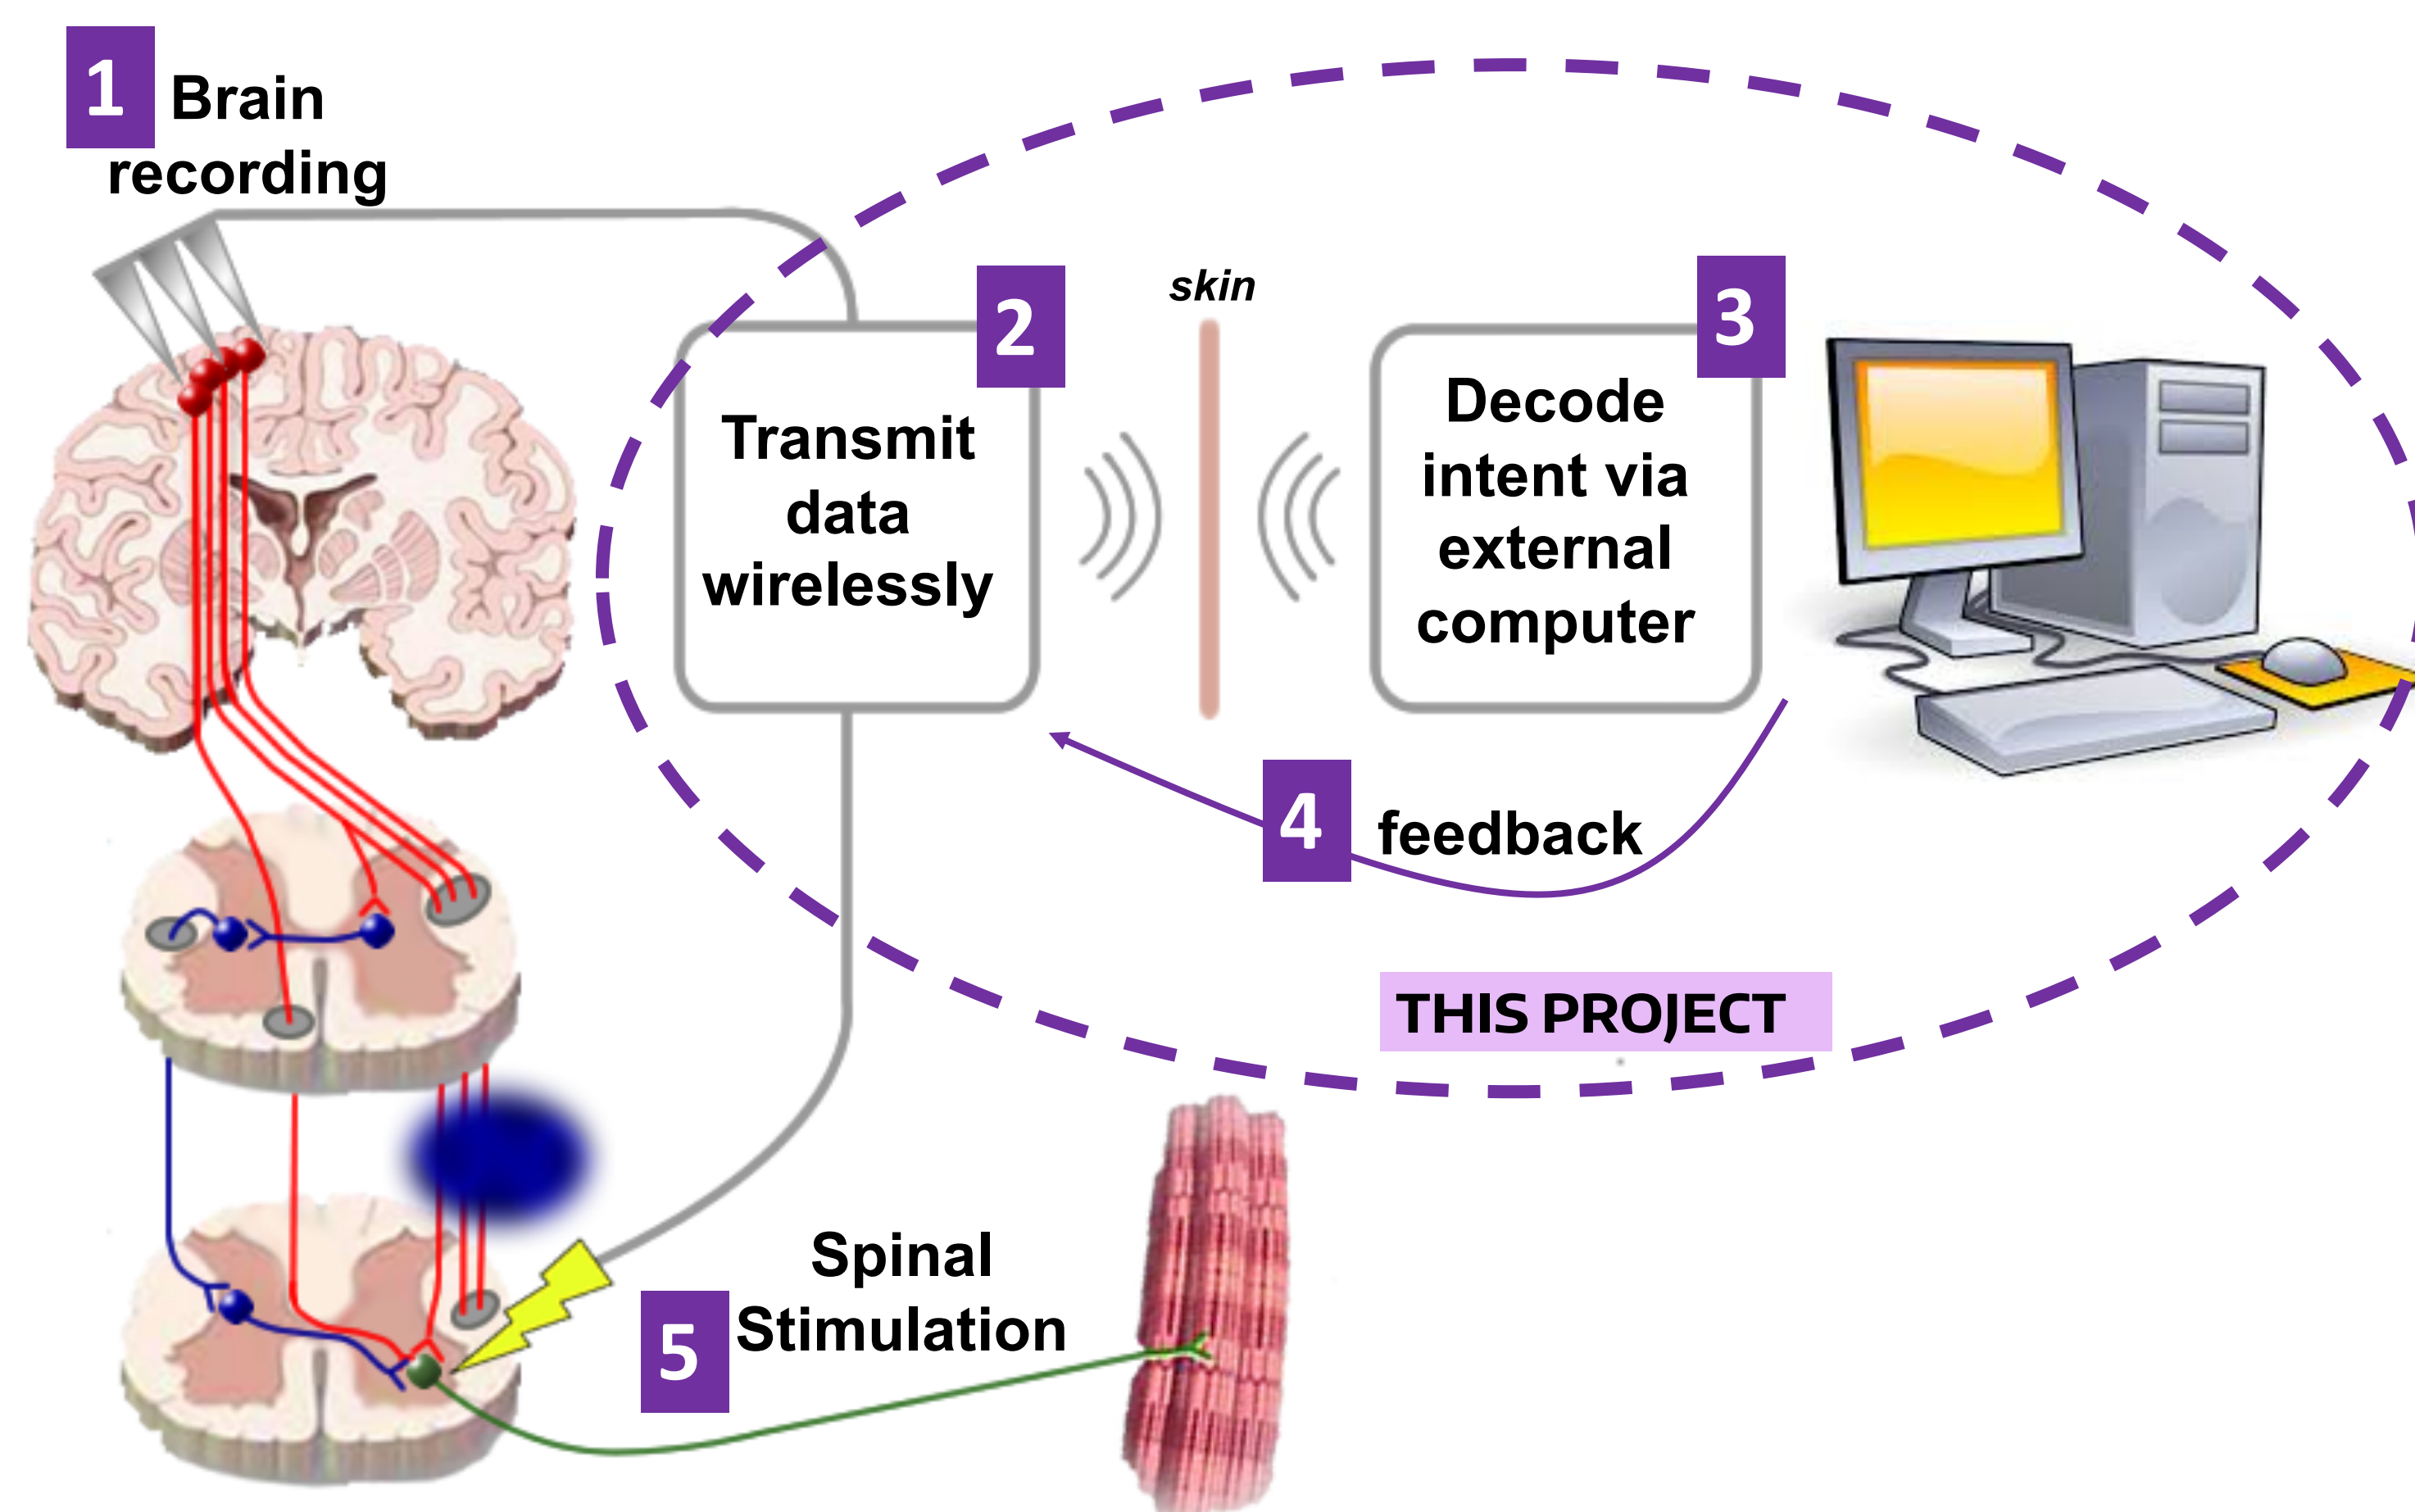 1
Brain
recording
2
Transmit
data
wirelessly
skin
3
Decode
intent via
external
computer
4
feedback
THIS PROJECT
5
Spinal
Stimulation